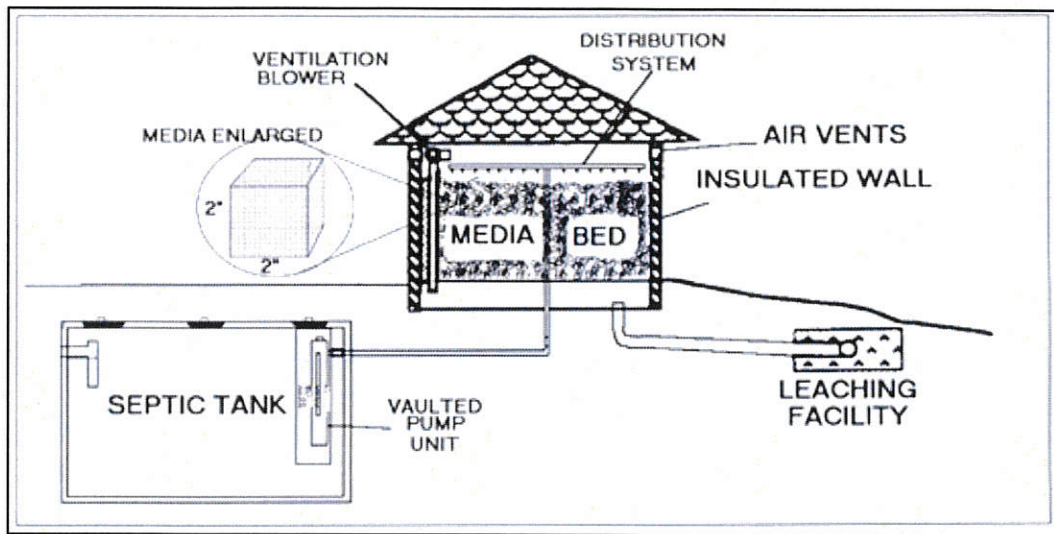 DISTRIBUTION
SYSTEM
VENTILATION
BLOWER
MEDIA ENLARGED
AIR VENTS
INSULATED WALL
2"
2"
MEDIA
BED
SEPTIC TANK
VAULTED
PUMP
UNIT
LEACHING
FACILITY